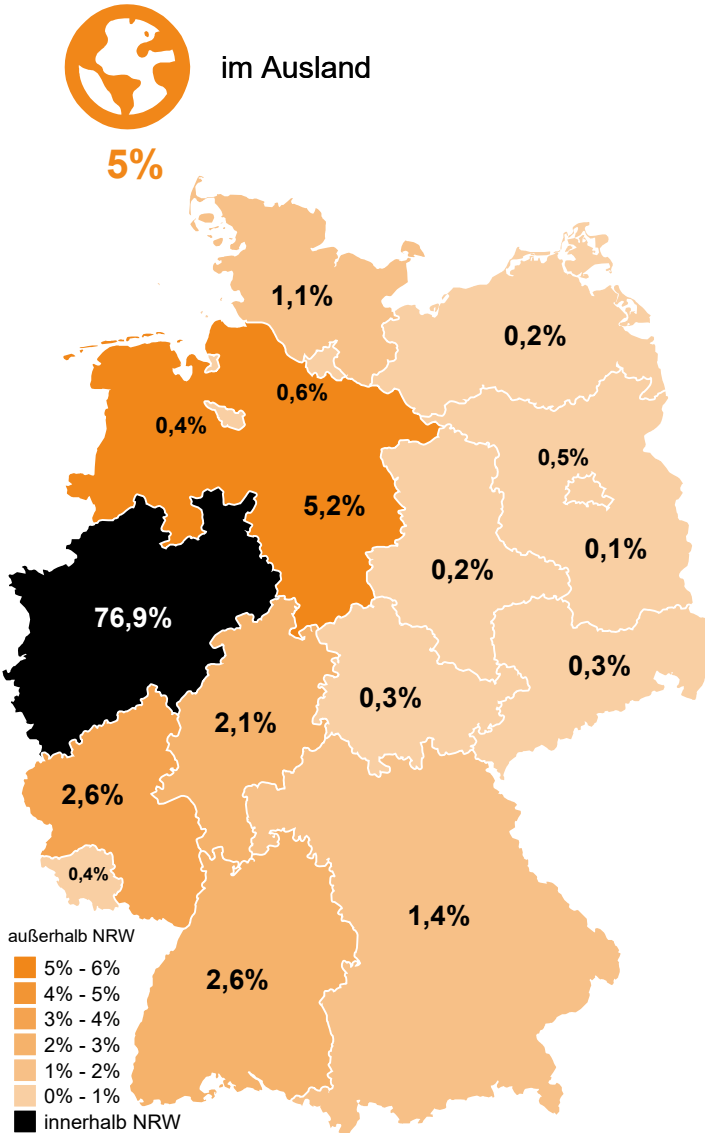 im Ausland
5%
1,1%
0,2%
0,6%
0,4%
0,5%
5,2%
0,1%
0,2%
76,9%
0,3%
0,3%
2,1%
2,6%
0,4%
1,4%
außerhalb NRW
5% - 6%
4% - 5%
3% - 4%
2% - 3%
1% - 2%
0% - 1%
innerhalb NRW
2,6%